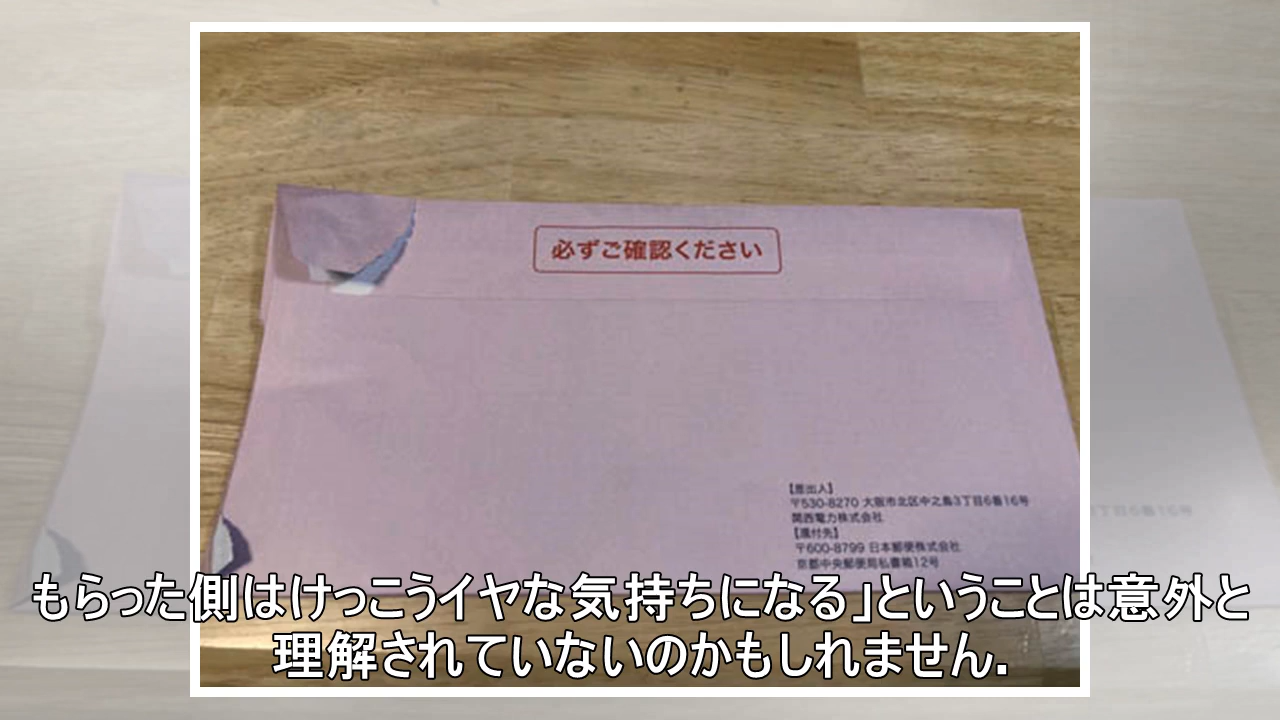 必ずご確認ください
【差出人】
〒530-8270 大阪市北区中之島3丁目6番16号
関西電力株式会社
【還付先】
〒600-8799 日本郵便株式会社
京都中央郵便局私書箱12号
もらった側はけっこうイヤな気持ちになる」ということは意外と
理解されていないのかもしれません.